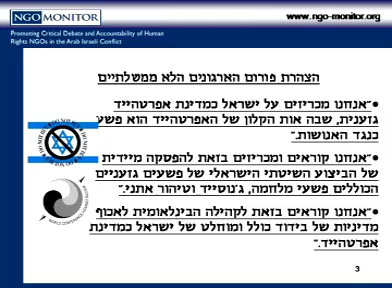 NGO MONITOR
www.ngo-monitor.org
Promoting Critical Debate and Accountability of Human
Rights NGOs in the Arab Israeli Conflict
הצהרת פורום הארגונים הלא ממשלתיים
●"אנחנו מכריזים על ישראל כמדינת אפרטהייד
גזענית, שבה אות הקלון של האפרטהייד הוא פשע
כנגד האנושות."
●"אנחנו קוראים ומכריזים בזאת להפסקה מיידית
של הביצוע השיטתי הישראלי של פשעים גזעניים
הכוללים פשעי מלחמה, ג'נוסייד וטיהור אתני."
●"אנחנו קוראים בזאת לקהילה הבינלאומית לאכוף
מדיניות של בידוד כולל ומוחלט של ישראל כמדינת
אפרטהייד."
3